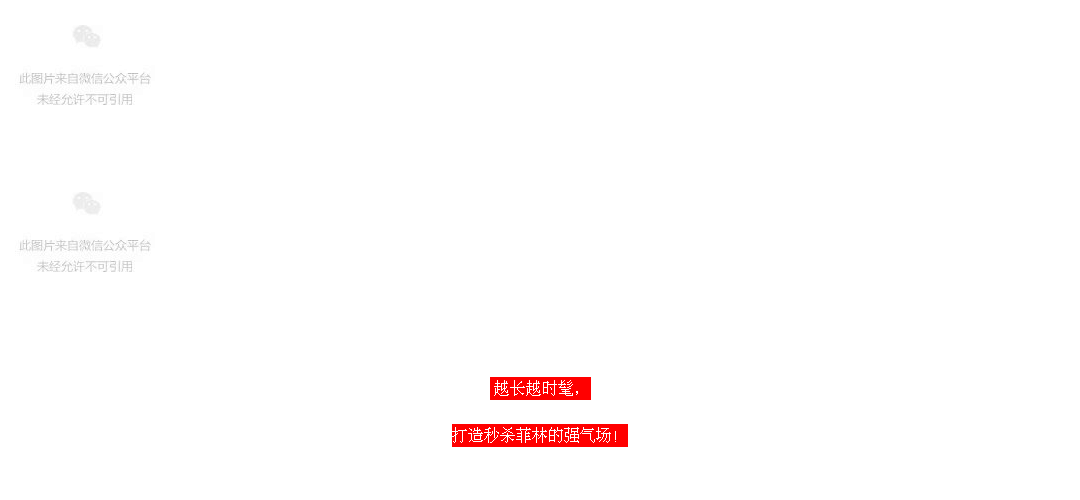 此图片来自微信公众平台
未经允许不可引用
此图片来自微信公众平台
未经允许不可引用
越长越时髦，
打造秒杀菲林的强气场！